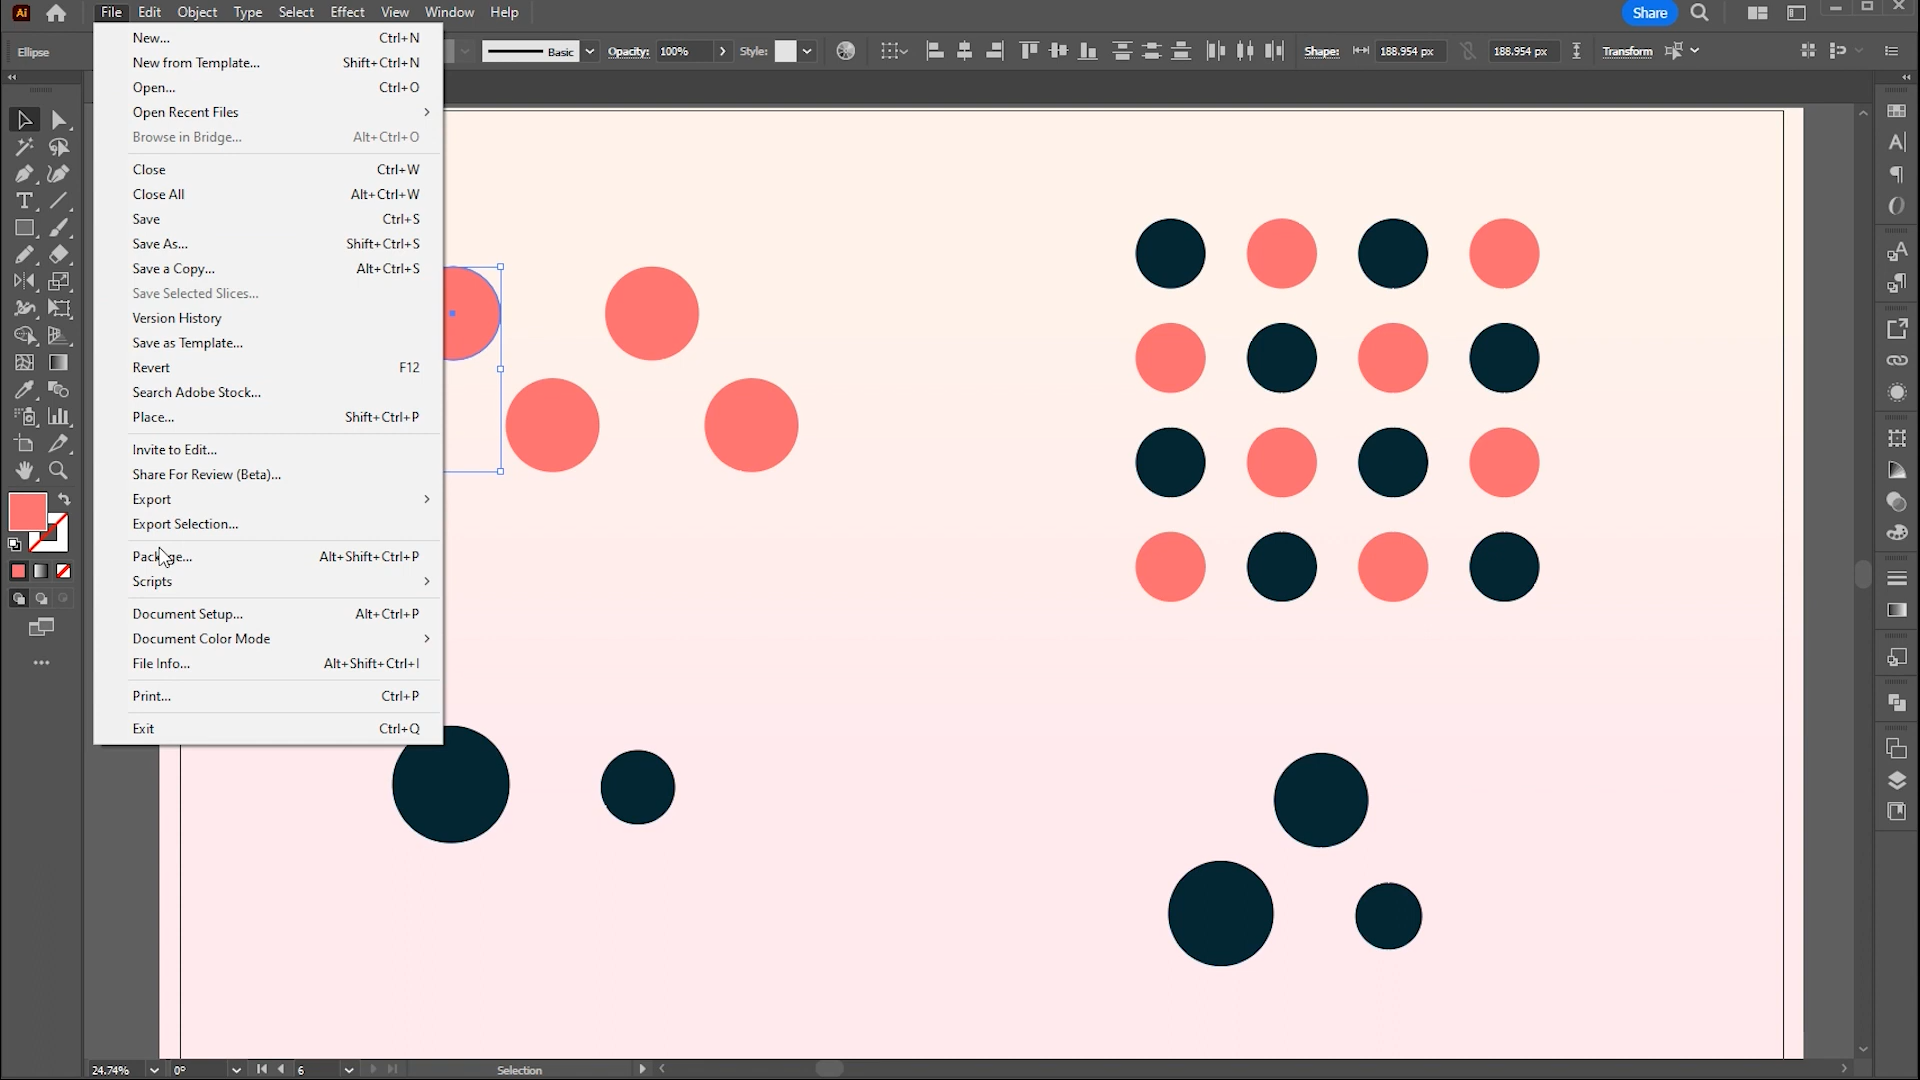 Ai File Edit Object Type Select Effect View Window Help Share
Ellipse Basic Opacity: 100% Style: Shape: 188.954 px 188.954 px Transform
New... Ctrl+N
New from Template... Shift+Ctrl+N
Open... Ctrl+O
Open Recent Files
Browse in Bridge... Alt+Ctrl+O
Close Ctrl+W
Close All Alt+Ctrl+W
Save Ctrl+S
Save As... Shift+Ctrl+S
Save a Copy... Alt+Ctrl+S
Save Selected Slices...
Version History
Save as Template...
Revert F12
Search Adobe Stock...
Place... Shift+Ctrl+P
Invite to Edit...
Share For Review (Beta)...
Export
Export Selection...
Package... Alt+Shift+Ctrl+P
Scripts
Document Setup... Alt+Ctrl+P
Document Color Mode
File Info... Alt+Shift+Ctrl+I
Print... Ctrl+P
Exit Ctrl+Q
24.74% 0° 6 Selection